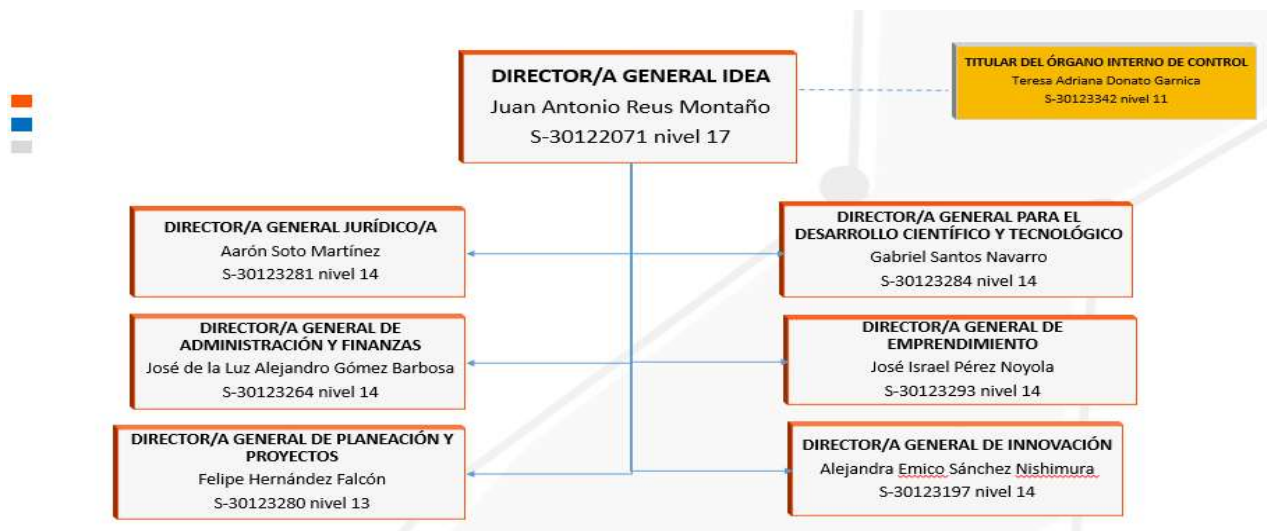 DIRECTOR/A GENERAL IDEA
Juan Antonio Reus Montaño
S-30122071 nivel 17
TITULAR DEL ÓRGANO INTERNO DE CONTROL
Teresa Adriana Donato Garnica
S-30123342 nivel 11
DIRECTOR/A GENERAL JURÍDICO/A
Aarón Soto Martínez
S-30123281 nivel 14
DIRECTOR/A GENERAL PARA EL
DESARROLLO CIENTÍFICO Y TECNOLÓGICO
Gabriel Santos Navarro
S-30123284 nivel 14
DIRECTOR/A GENERAL DE
ADMINISTRACIÓN Y FINANZAS
José de la Luz Alejandro Gómez Barbosa
S-30123264 nivel 14
DIRECTOR/A GENERAL DE
EMPRENDIMIENTO
José Israel Pérez Noyola
S-30123293 nivel 14
DIRECTOR/A GENERAL DE PLANEACIÓN Y
PROYECTOS
Felipe Hernández Falcón
S-30123280 nivel 13
DIRECTOR/A GENERAL DE INNOVACIÓN
Alejandra Emico Sánchez Nishimura
S-30123197 nivel 14